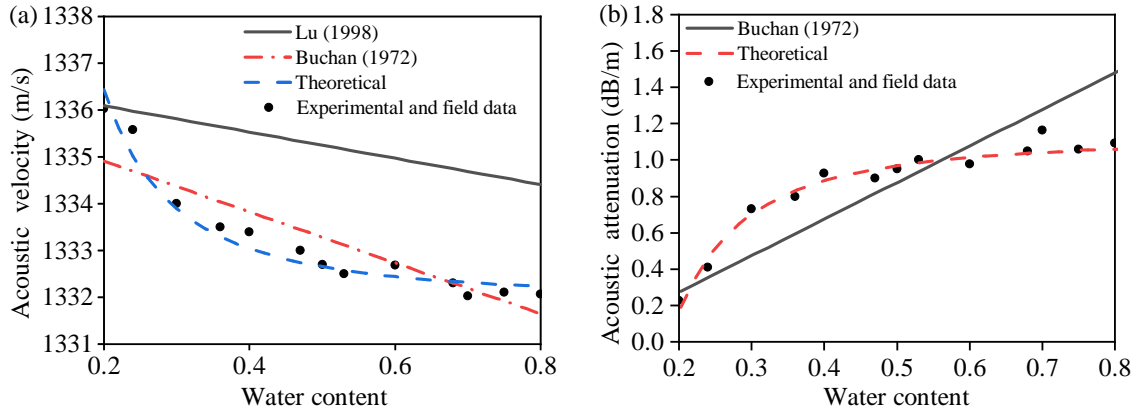 (a)
1338
1337
1336
1335
1334
1333
1332
1331
Acoustic velocity (m/s)
Lu (1998)
Buchan (1972)
Theoretical
Experimental and field data
0.2 0.4 0.6 0.8
Water content
(b)
1.8
1.6
1.4
1.2
1.0
0.8
0.6
0.4
0.2
0.0
Acoustic attenuation (dB/m)
Buchan (1972)
Theoretical
Experimental and field data
0.2 0.3 0.4 0.5 0.6 0.7 0.8
Water content